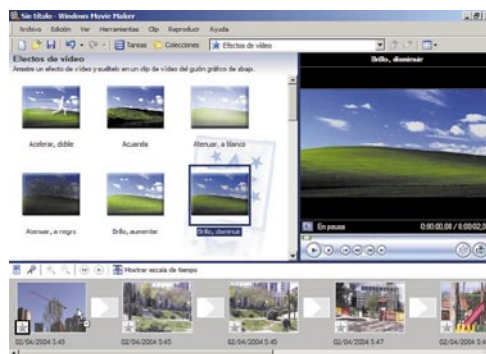 Sin título - Windows Movie Maker
Archivo Edición Ver Herramientas Clip Reproducir Ayuda
Tareas Colecciones Efectos de vídeo
Efectos de vídeo
Arrastre un efecto de vídeo y suéltelo en un clip de vídeo del guión gráfico de abajo.
Brillo, disminuir
Acelerar, doble Acuarela Atenuar, a blanco
Atenuar, a negro Brillo, aumentar Brillo, disminuir
En pausa 0:00:00,00 / 0:00:02,0
Mostrar escala de tiempo
02/04/2004 5:45 02/04/2004 5:45 02/04/2004 5:45 02/04/2004 5:47 02/04/2004 5:4